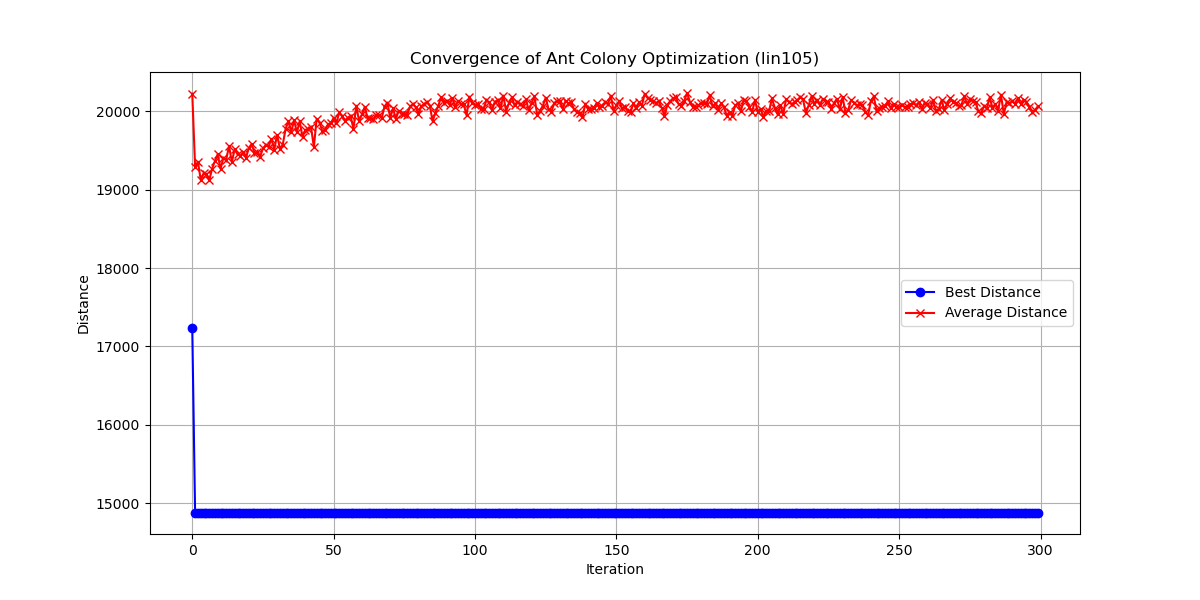 Convergence of Ant Colony Optimization (lin105)
20000
19000
18000
17000
16000
15000
Distance
Best Distance
Average Distance
0 50 100 150 200 250 300
Iteration